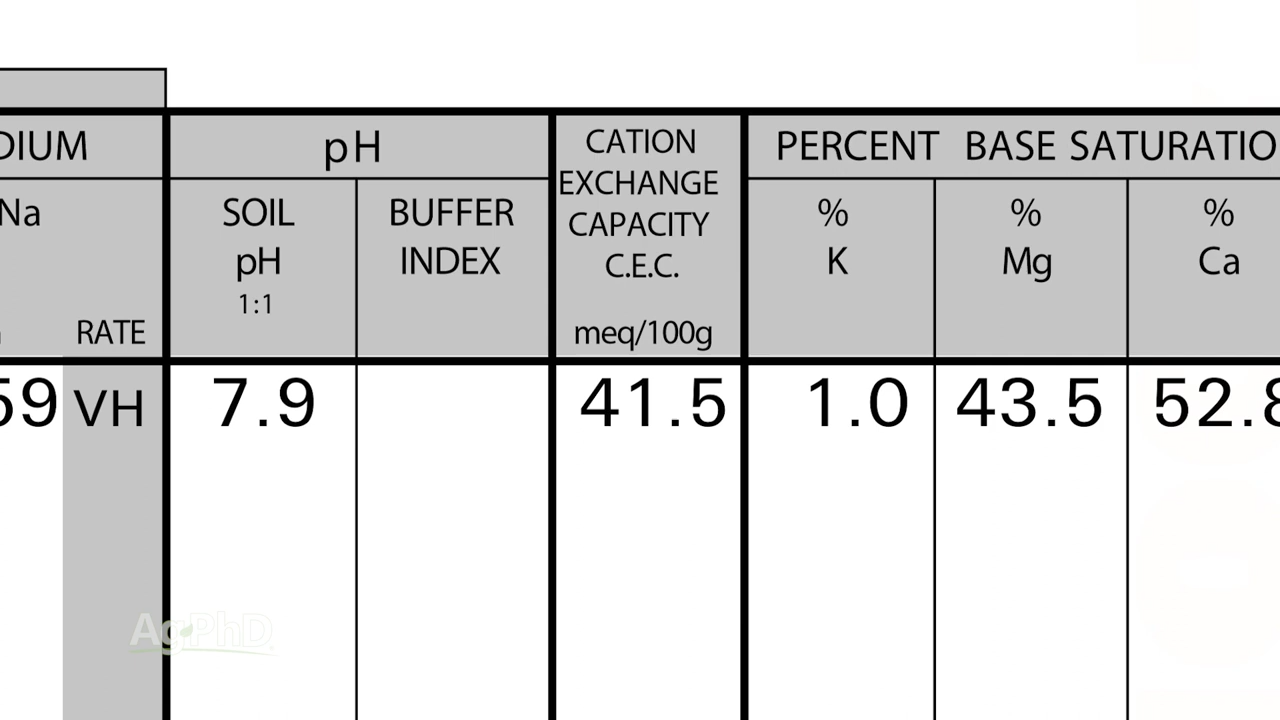 pH
CATION
EXCHANGE
CAPACITY
C.E.C.
meq/100g
PERCENT BASE SATURATIO
Na
RATE
SOIL
pH
1:1
BUFFER
INDEX
%
K
%
Mg
%
Ca
59 VH 7.9 41.5 1.0 43.5 52.8
DIUM
AgPhD